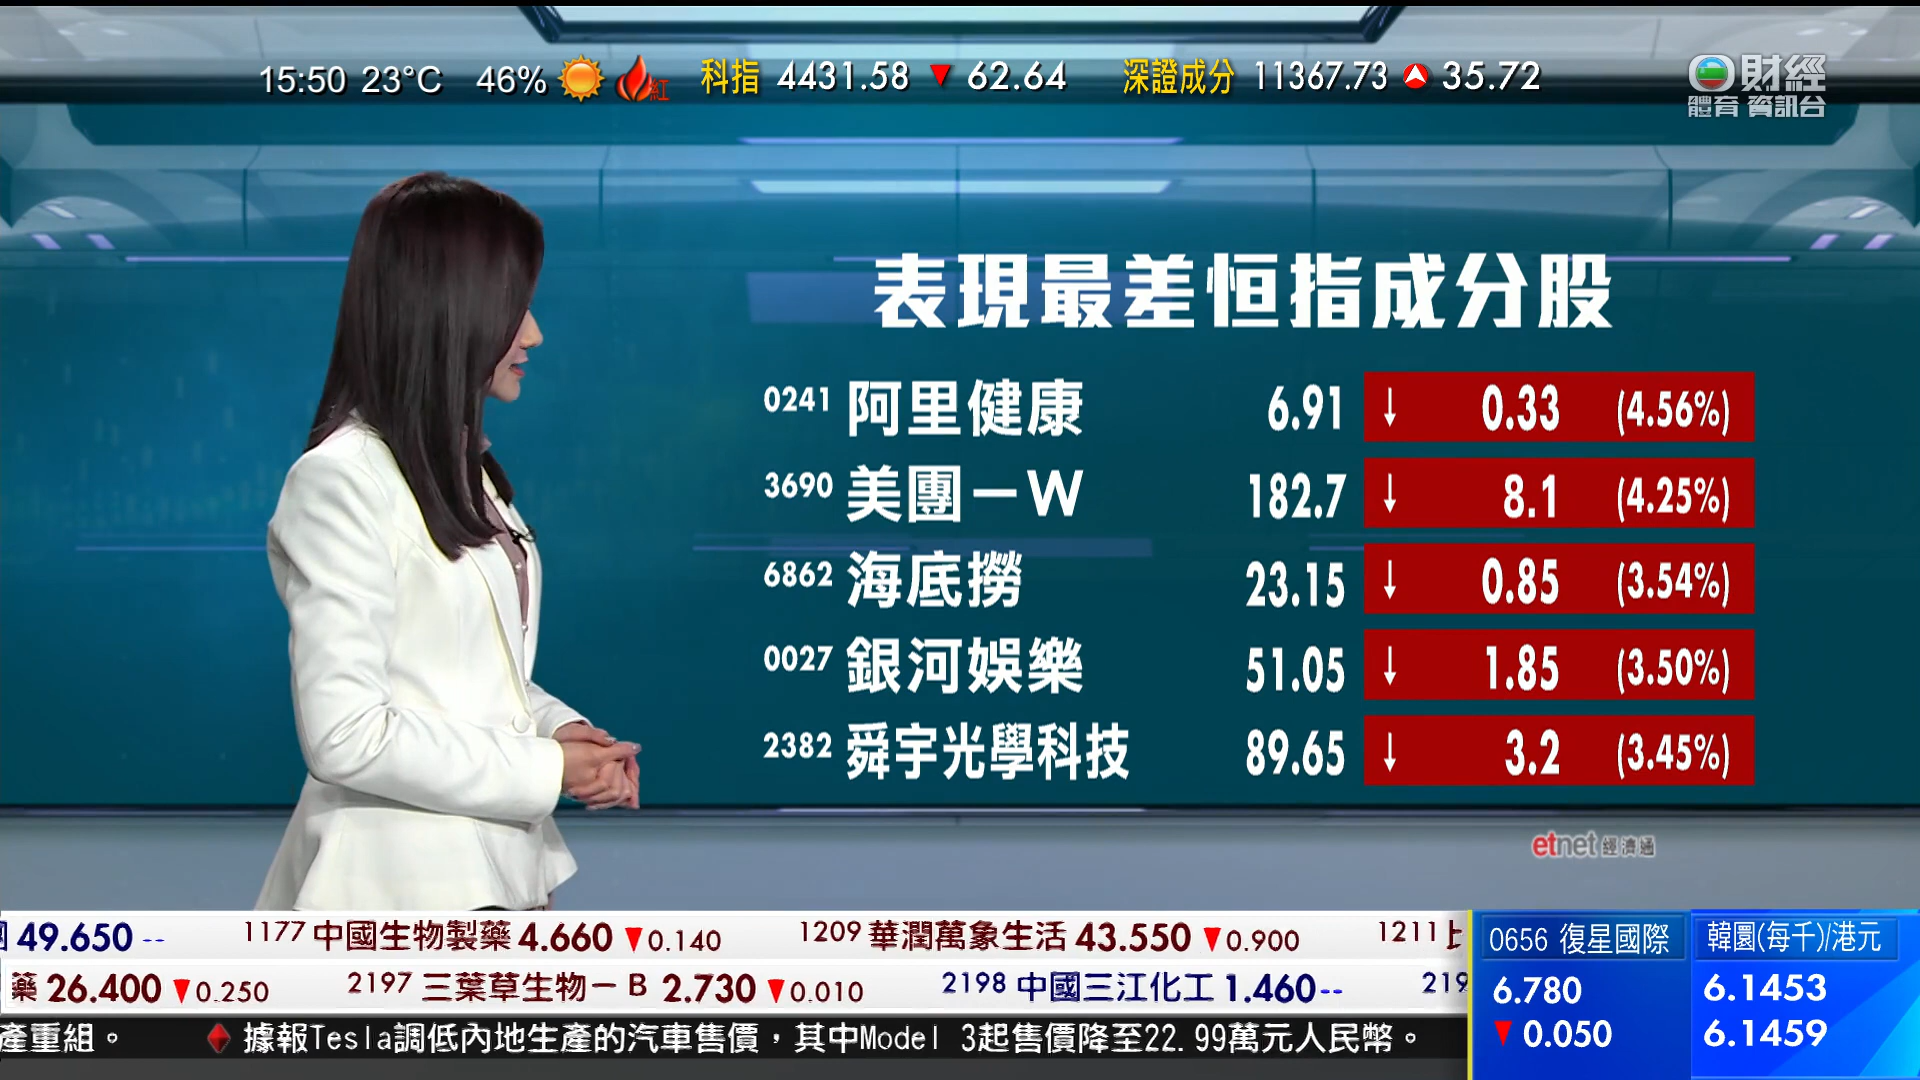 15:50 23°C 46% 紅 科指 4431.58 ▼ 62.64 深證成分 11367.73 ▲ 35.72
財經
體育 資訊台
表現最差恒指成分股
0241 阿里健康 6.91 ↓ 0.33 (4.56%)
3690 美團－W 182.7 ↓ 8.1 (4.25%)
6862 海底撈 23.15 ↓ 0.85 (3.54%)
0027 銀河娛樂 51.05 ↓ 1.85 (3.50%)
2382 舜宇光學科技 89.65 ↓ 3.2 (3.45%)
etnet 經濟通
49.650 -- 1177 中國生物製藥 4.660 ▼0.140 1209 華潤萬象生活 43.550 ▼0.900 1211
藥 26.400 ▼0.250 2197 三葉草生物－B 2.730 ▼0.010 2198 中國三江化工 1.460 -- 219
產重組。 ◆ 據報Tesla調低內地生產的汽車售價，其中Model 3起售價降至22.99萬元人民幣。
0656 復星國際
6.780
▼ 0.050
韓圜(每千)/港元
6.1453
6.1459